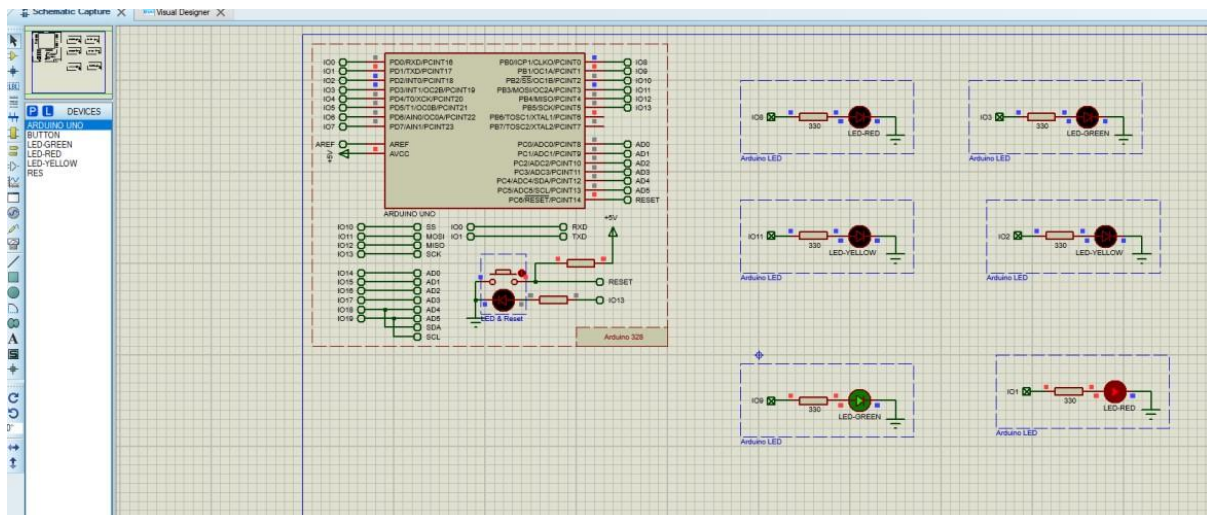 Schematic Capture X Visual Designer X
P L DEVICES
ARDUINO UNO
BUTTON
LED-GREEN
LED-RED
LED-YELLOW
RES
IO0 PD0/RXD/PCINT16
IO1 PD1/TXD/PCINT17
IO2 PD2/INT0/PCINT18
IO3 PD3/INT1/OC2B/PCINT19
IO4 PD4/T0/XCK/PCINT20
IO5 PD5/T1/OC0B/PCINT21
IO6 PD6/AIN0/OC0A/PCINT22
IO7 PD7/AIN1/PCINT23
AREF AREF
+5V AVCC
PB0/ICP1/CLKO/PCINT0 IO8
PB1/OC1A/PCINT1 IO9
PB2/SS/OC1B/PCINT2 IO10
PB3/MOSI/OC2A/PCINT3 IO11
PB4/MISO/PCINT4 IO12
PB5/SCK/PCINT5 IO13
PB6/TOSC1/XTAL1/PCINT6
PB7/TOSC2/XTAL2/PCINT7
PC0/ADC0/PCINT8 AD0
PC1/ADC1/PCINT9 AD1
PC2/ADC2/PCINT10 AD2
PC3/ADC3/PCINT11 AD3
PC4/ADC4/SDA/PCINT12 AD4
PC5/ADC5/SCL/PCINT13 AD5
PC6/RESET/PCINT14 RESET
ARDUINO UNO
IO10 SS
IO11 MOSI
IO12 MISO
IO13 SCK
IO0 RXD
IO1 TXD
IO14 AD0
IO15 AD1
IO16 AD2
IO17 AD3
IO18 AD4
IO19 AD5
SDA
SCL
+5V
RESET
IO13
LED & Reset
Arduino 328
IO8 330 LED-RED
Arduino LED
IO3 330 LED-GREEN
Arduino LED
IO11 330 LED-YELLOW
Arduino LED
IO2 330 LED-YELLOW
Arduino LED
IO9 330 LED-GREEN
Arduino LED
IO1 330 LED-RED
Arduino LED